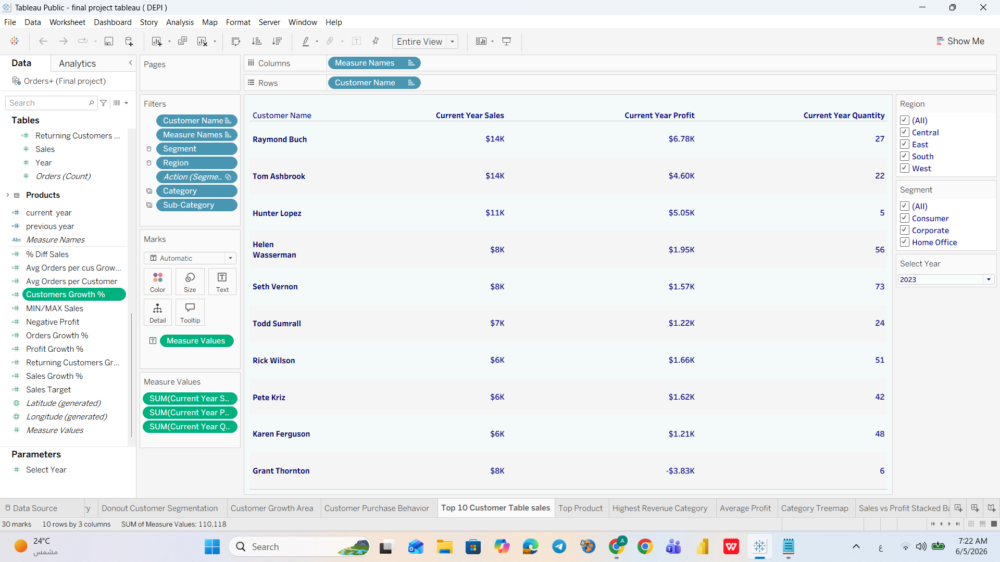 Tableau Public - final project tableau ( DEPI )
File Data Worksheet Dashboard Story Analysis Map Format Server Window Help
Entire View
Show Me
Data Analytics
Orders+ (Final project)
Search
Tables
Returning Customers ...
Sales
Year
Orders (Count)
Products
current year
previous year
Abc Measure Names
% Diff Sales
Avg Orders per cus Grow...
Avg Orders per Customer
Customers Growth %
MIN/MAX Sales
Negative Profit
Orders Growth %
Profit Growth %
Returning Customers Gr...
Sales Growth %
Sales Target
Latitude (generated)
Longitude (generated)
Measure Values
Parameters
Select Year
Pages
Filters
Customer Name
Measure Names
Segment
Region
Action (Segme..
Category
Sub-Category
Marks
Automatic
Color Size Text
Detail Tooltip
Measure Values
Measure Values
SUM(Current Year S..
SUM(Current Year P..
SUM(Current Year Q..
Columns Measure Names
Rows Customer Name
Customer Name Current Year Sales Current Year Profit Current Year Quantity
Raymond Buch $14K $6.78K 27
Tom Ashbrook $14K $4.60K 22
Hunter Lopez $11K $5.05K 5
Helen
Wasserman $8K $1.95K 56
Seth Vernon $8K $1.57K 73
Todd Sumrall $7K $1.22K 24
Rick Wilson $6K $1.66K 51
Pete Kriz $6K $1.62K 42
Karen Ferguson $6K $1.21K 48
Grant Thornton $8K -$3.83K 6
Region
(All)
Central
East
South
West
Segment
(All)
Consumer
Corporate
Home Office
Select Year
2023
Data Source ry Donout Customer Segmentation Customer Growth Area Customer Purchase Behavior Top 10 Customer Table sales Top Product Highest Revenue Category Average Profit Category Treemap Sales vs Profit Stacked Ba
30 marks 10 rows by 3 columns SUM of Measure Values: 110,118
24°C
مشمس
Search
A
W
ع
7:22 AM
6/5/2026